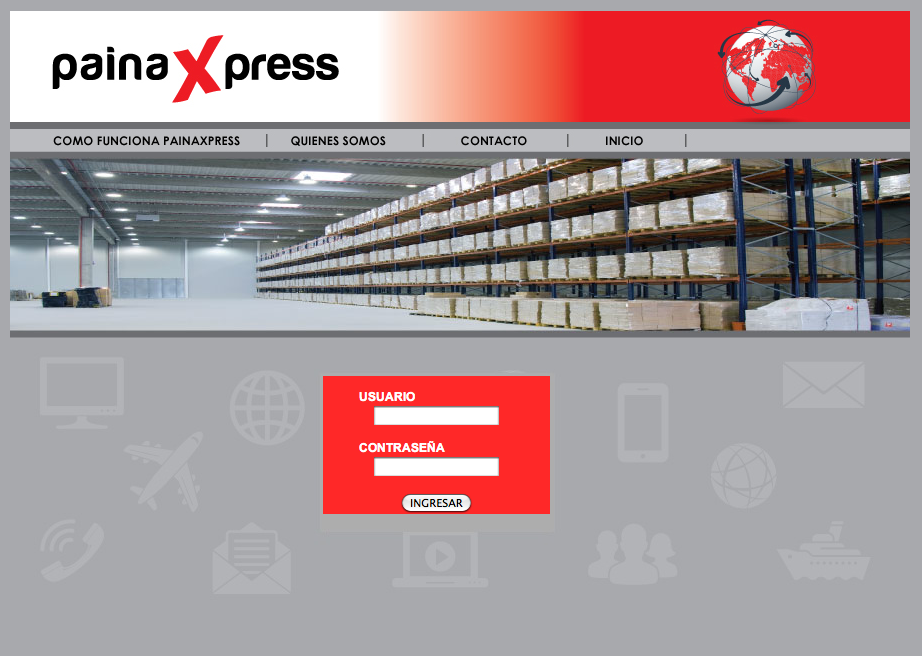 painaXpress
COMO FUNCIONA PAINAXPRESS | QUIENES SOMOS | CONTACTO | INICIO |
USUARIO
CONTRASEÑA
INGRESAR